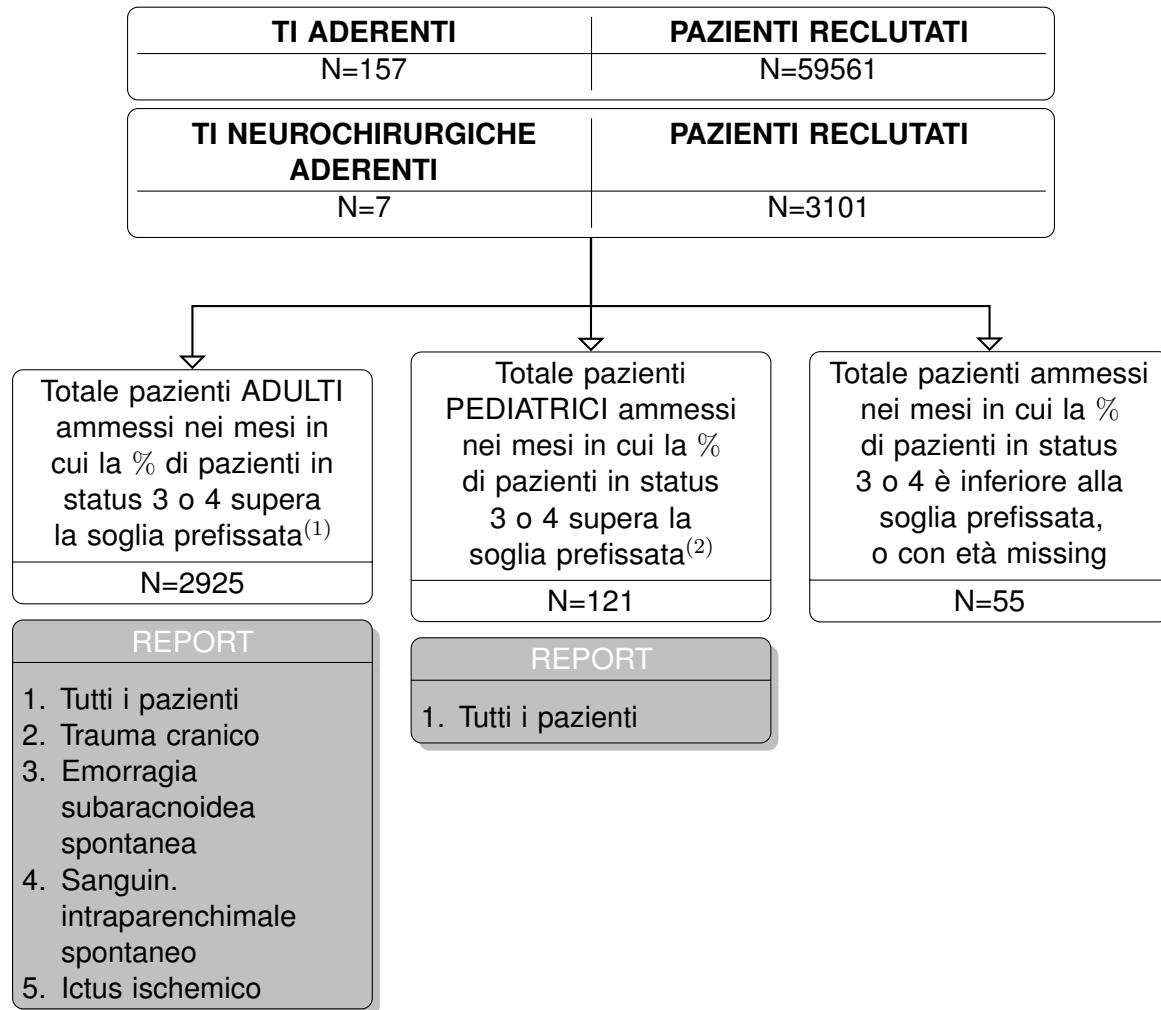 TI ADERENTI
PAZIENTI RECLUTATI
N=157
N=59561
TI NEUROCHIRURGICHE
ADERENTI
PAZIENTI RECLUTATI
N=7
N=3101
Totale pazienti ADULTI
ammessi nei mesi in
cui la % di pazienti in
status 3 o 4 supera
la soglia prefissata(1)
N=2925
REPORT
1. Tutti i pazienti
2. Trauma cranico
3. Emorragia
subaracnoidea
spontanea
4. Sanguin.
intraparenchimale
spontaneo
5. Ictus ischemico
Totale pazienti
PEDIATRICI ammessi
nei mesi in cui la %
di pazienti in status
3 o 4 supera la
soglia prefissata(2)
N=121
REPORT
1. Tutti i pazienti
Totale pazienti ammessi
nei mesi in cui la %
di pazienti in status
3 o 4 è inferiore alla
soglia prefissata,
o con età missing
N=55